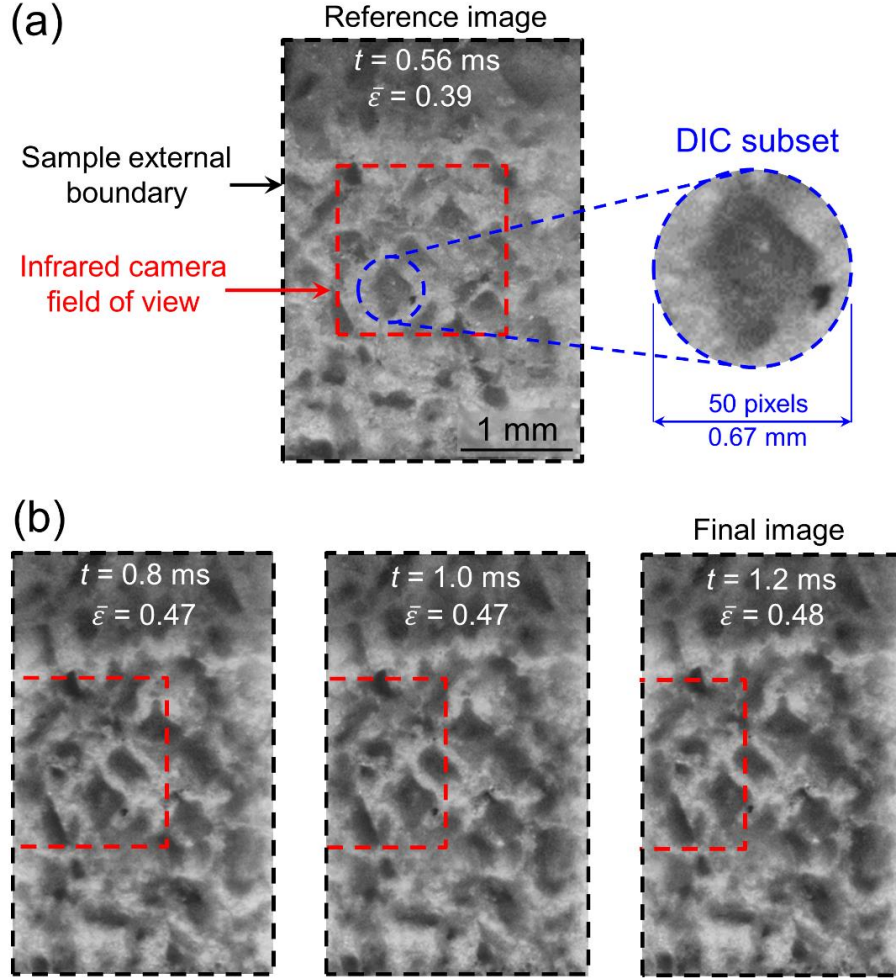 (a)
Reference image
t = 0.56 ms
ε̄ = 0.39
Sample external
boundary
Infrared camera
field of view
1 mm
DIC subset
50 pixels
0.67 mm
(b)
t = 0.8 ms
ε̄ = 0.47
t = 1.0 ms
ε̄ = 0.47
Final image
t = 1.2 ms
ε̄ = 0.48